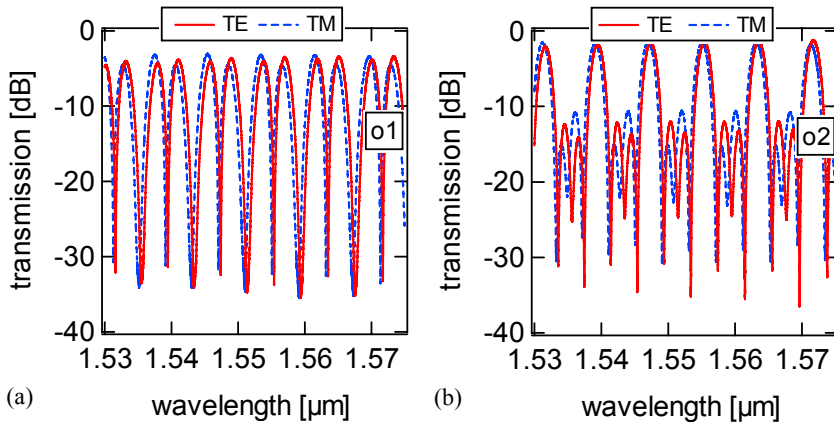 TE TM
0
-10
-20
-30
-40
transmission [dB]
o1
1.53 1.54 1.55 1.56 1.57
wavelength [µm]
(a)
TE TM
0
-10
-20
-30
-40
transmission [dB]
o2
1.53 1.54 1.55 1.56 1.57
wavelength [µm]
(b)